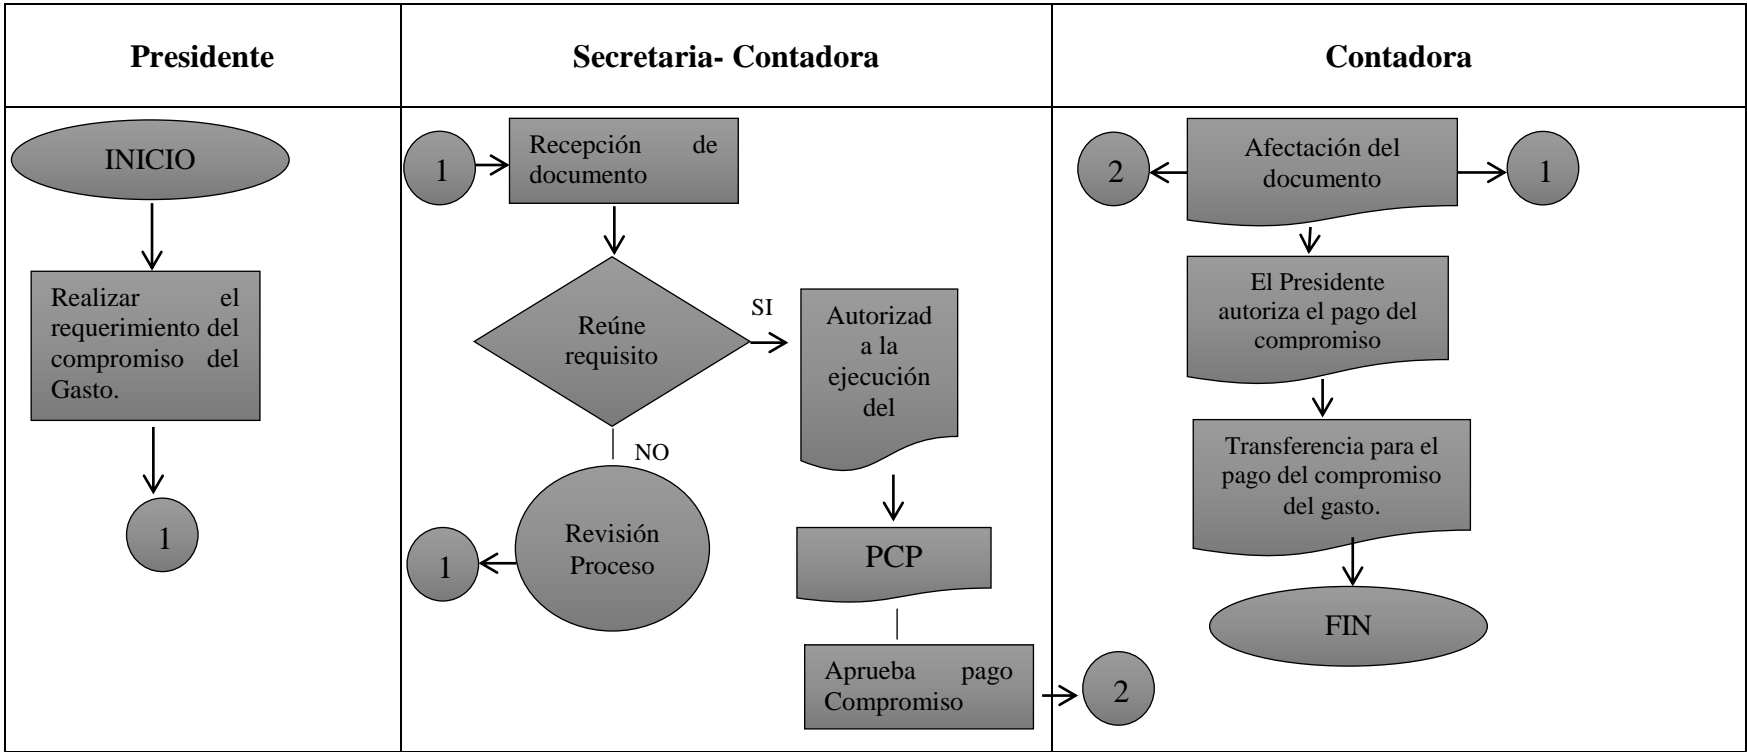 Presidente
Secretaria- Contadora
Contadora
INICIO
Realizar el
requerimiento del
compromiso del
Gasto.
1
1
Recepción de
documento
Reúne
requisito
SI
NO
Autorizad
a la
ejecución
del
Revisión
Proceso
1
PCP
Aprueba pago
Compromiso
2
2
Afectación del
documento
1
El Presidente
autoriza el pago del
compromiso
Transferencia para el
pago del compromiso
del gasto.
FIN